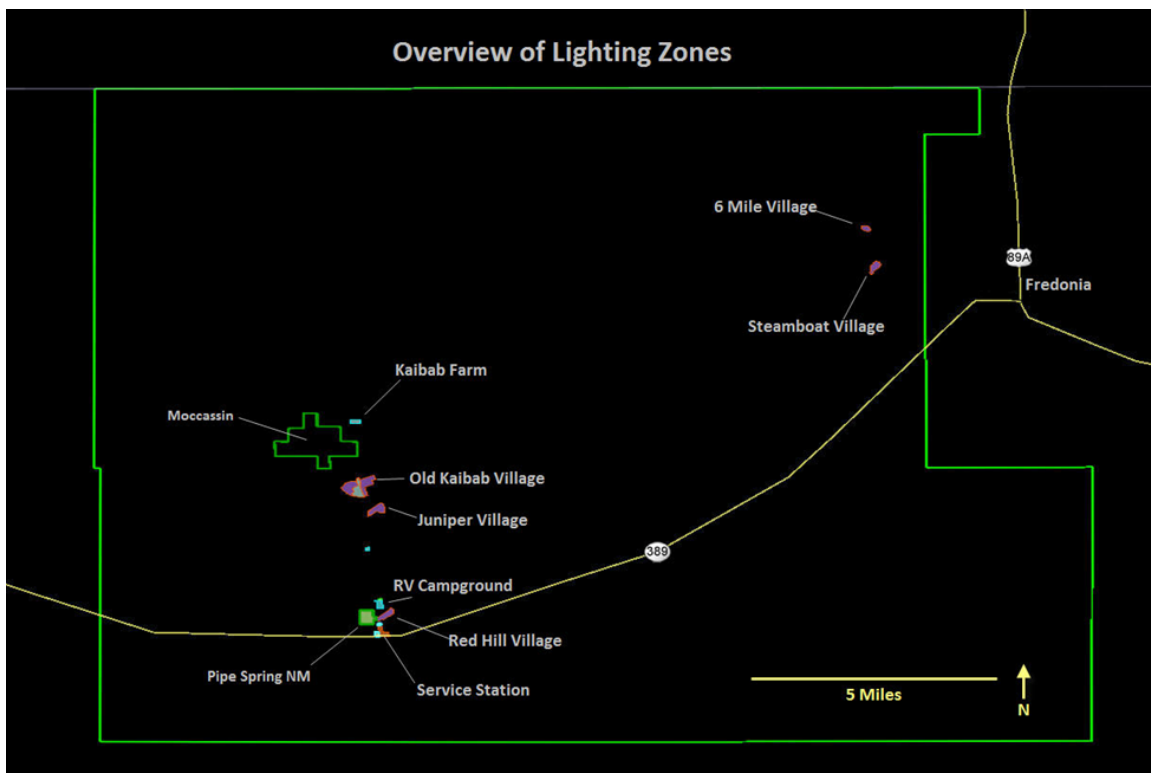 Overview of Lighting Zones
6 Mile Village
89A
Fredonia
Steamboat Village
Kaibab Farm
Moccassin
Old Kaibab Village
Juniper Village
389
RV Campground
Red Hill Village
Pipe Spring NM
Service Station
5 Miles
N